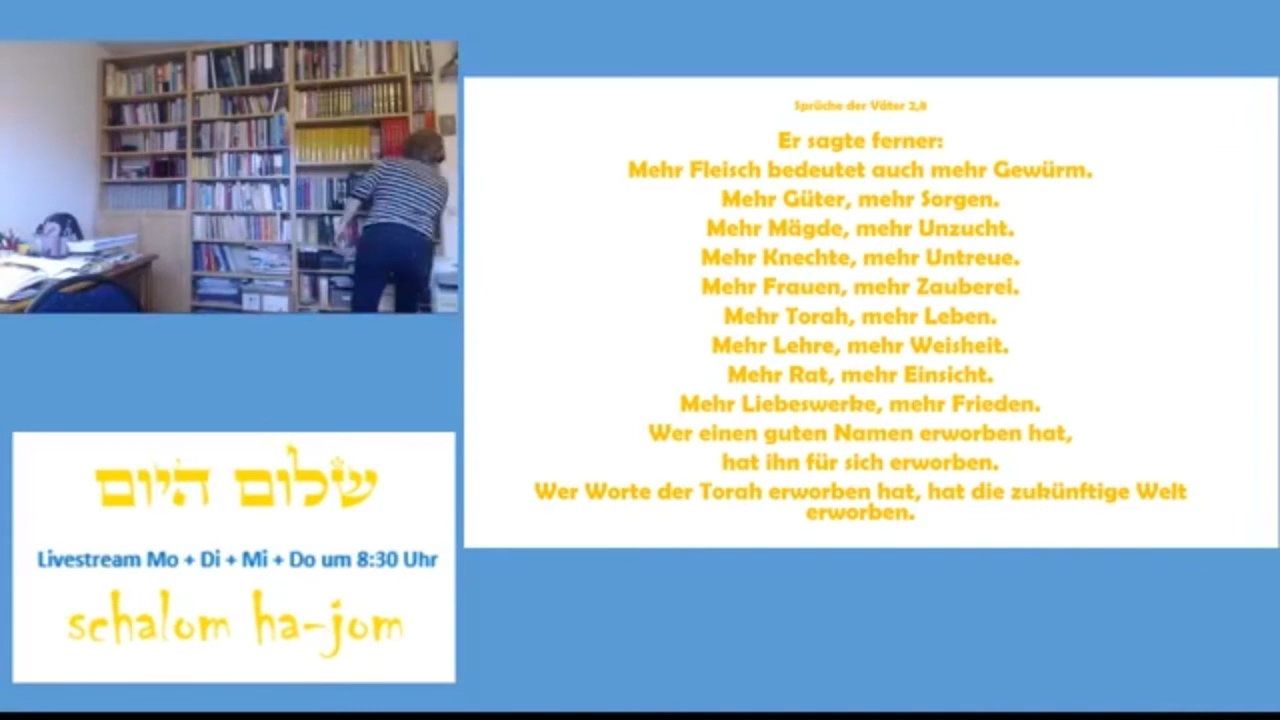 Sprüche der Väter 2,8
Er sagte ferner:
Mehr Fleisch bedeutet auch mehr Gewürm.
Mehr Güter, mehr Sorgen.
Mehr Mägde, mehr Unzucht.
Mehr Knechte, mehr Untreue.
Mehr Frauen, mehr Zauberei.
Mehr Torah, mehr Leben.
Mehr Lehre, mehr Weisheit.
Mehr Rat, mehr Einsicht.
Mehr Liebeswerke, mehr Frieden.
Wer einen guten Namen erworben hat,
hat ihn für sich erworben.
Wer Worte der Torah erworben hat, hat die zukünftige Welt
erworben.
שׁלוֹם היּוֹם
Livestream Mo + Di + Mi + Do um 8:30 Uhr
schalom ha-jom